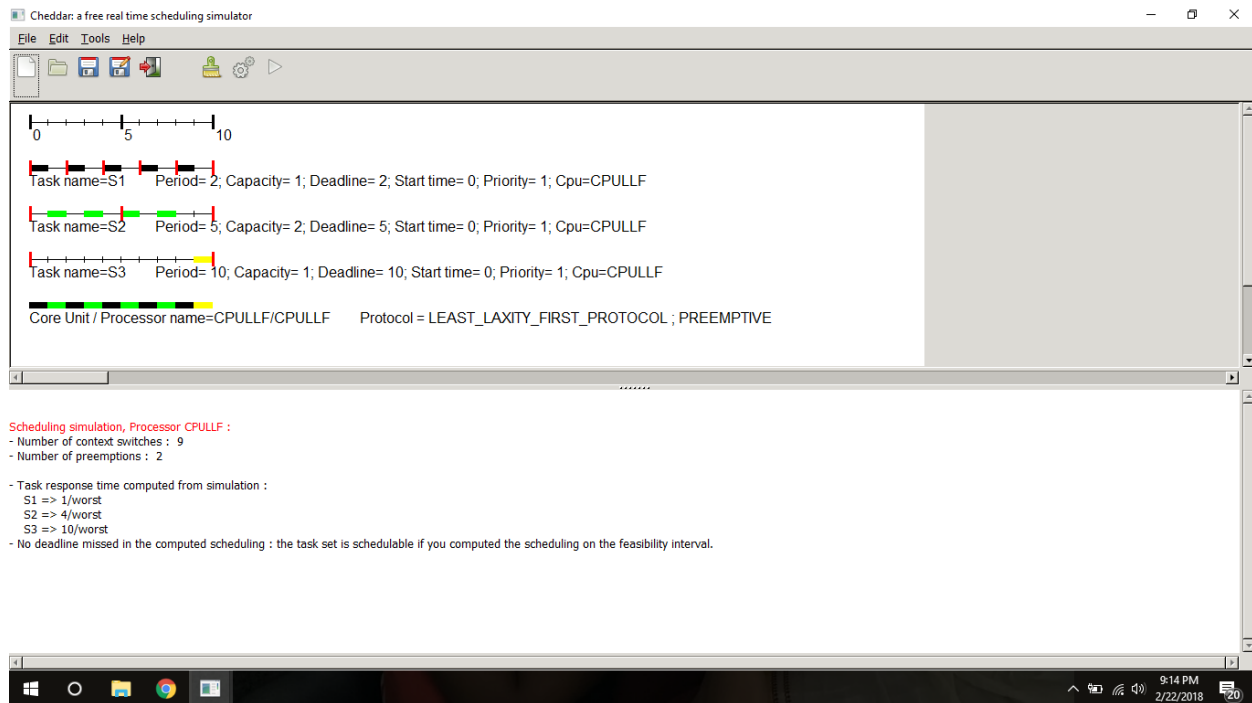 Cheddar: a free real time scheduling simulator
File Edit Tools Help
0 5 10
Task name=S1 Period= 2; Capacity= 1; Deadline= 2; Start time= 0; Priority= 1; Cpu=CPULLF
Task name=S2 Period= 5; Capacity= 2; Deadline= 5; Start time= 0; Priority= 1; Cpu=CPULLF
Task name=S3 Period= 10; Capacity= 1; Deadline= 10; Start time= 0; Priority= 1; Cpu=CPULLF
Core Unit / Processor name=CPULLF/CPULLF Protocol = LEAST_LAXITY_FIRST_PROTOCOL ; PREEMPTIVE
Scheduling simulation, Processor CPULLF :
- Number of context switches : 9
- Number of preemptions : 2
- Task response time computed from simulation :
S1 => 1/worst
S2 => 4/worst
S3 => 10/worst
- No deadline missed in the computed scheduling : the task set is schedulable if you computed the scheduling on the feasibility interval.
9:14 PM
2/22/2018
20